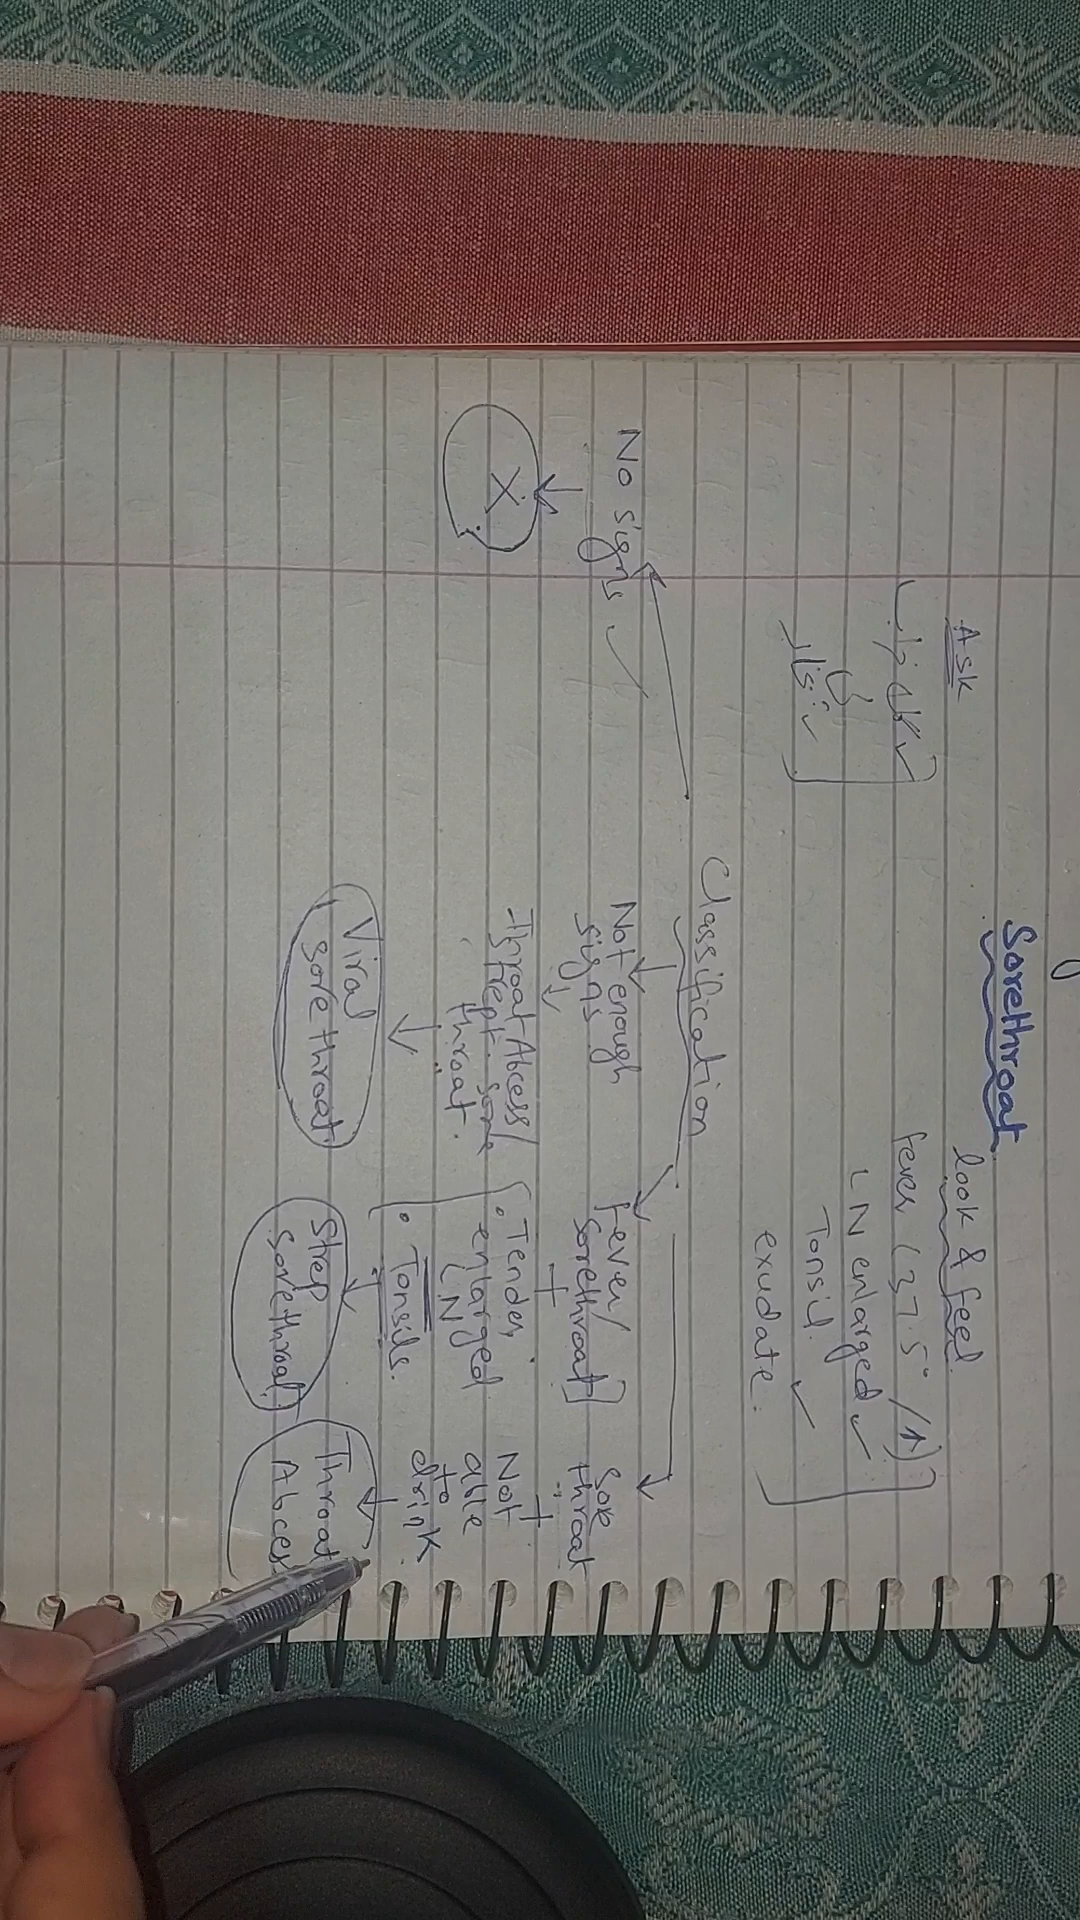 Sorethroat
Ask
look & feel
fever (37.5° /↑)
LN enlarged ✓
Tonsil ✓
exudate.
Classification
No signs ✓
X
Not enough
signs
Throat Abcess/
strept. sore
throat.
Viral
sore throat
Fever/
sorethroat]
+
• Tender,
enlarged
LN
• Tonsils.
Strep
sorethroat
Sore
throat
+
Not
able
to
drink
Throat
Abces